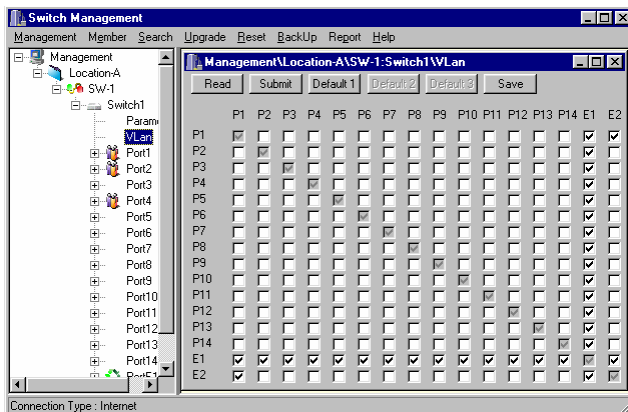 Switch Management
Management Member Search Upgrade Reset BackUp Report Help
Management
Location-A
SW-1
Switch1
VLan
Port1
Port2
Port3
Port4
Port5
Port6
Port7
Port8
Port9
Port10
Port11
Port12
Port13
Port14
Management\Location-A\SW-1:Switch1\VLan
Read Submit Default 1 Default 2 Default 3 Save
P1 P2 P3 P4 P5 P6 P7 P8 P9 P10 P11 P12 P13 P14 E1 E2
P1
P2
P3
P4
P5
P6
P7
P8
P9
P10
P11
P12
P13
P14
E1
E2
Connection Type : Internet